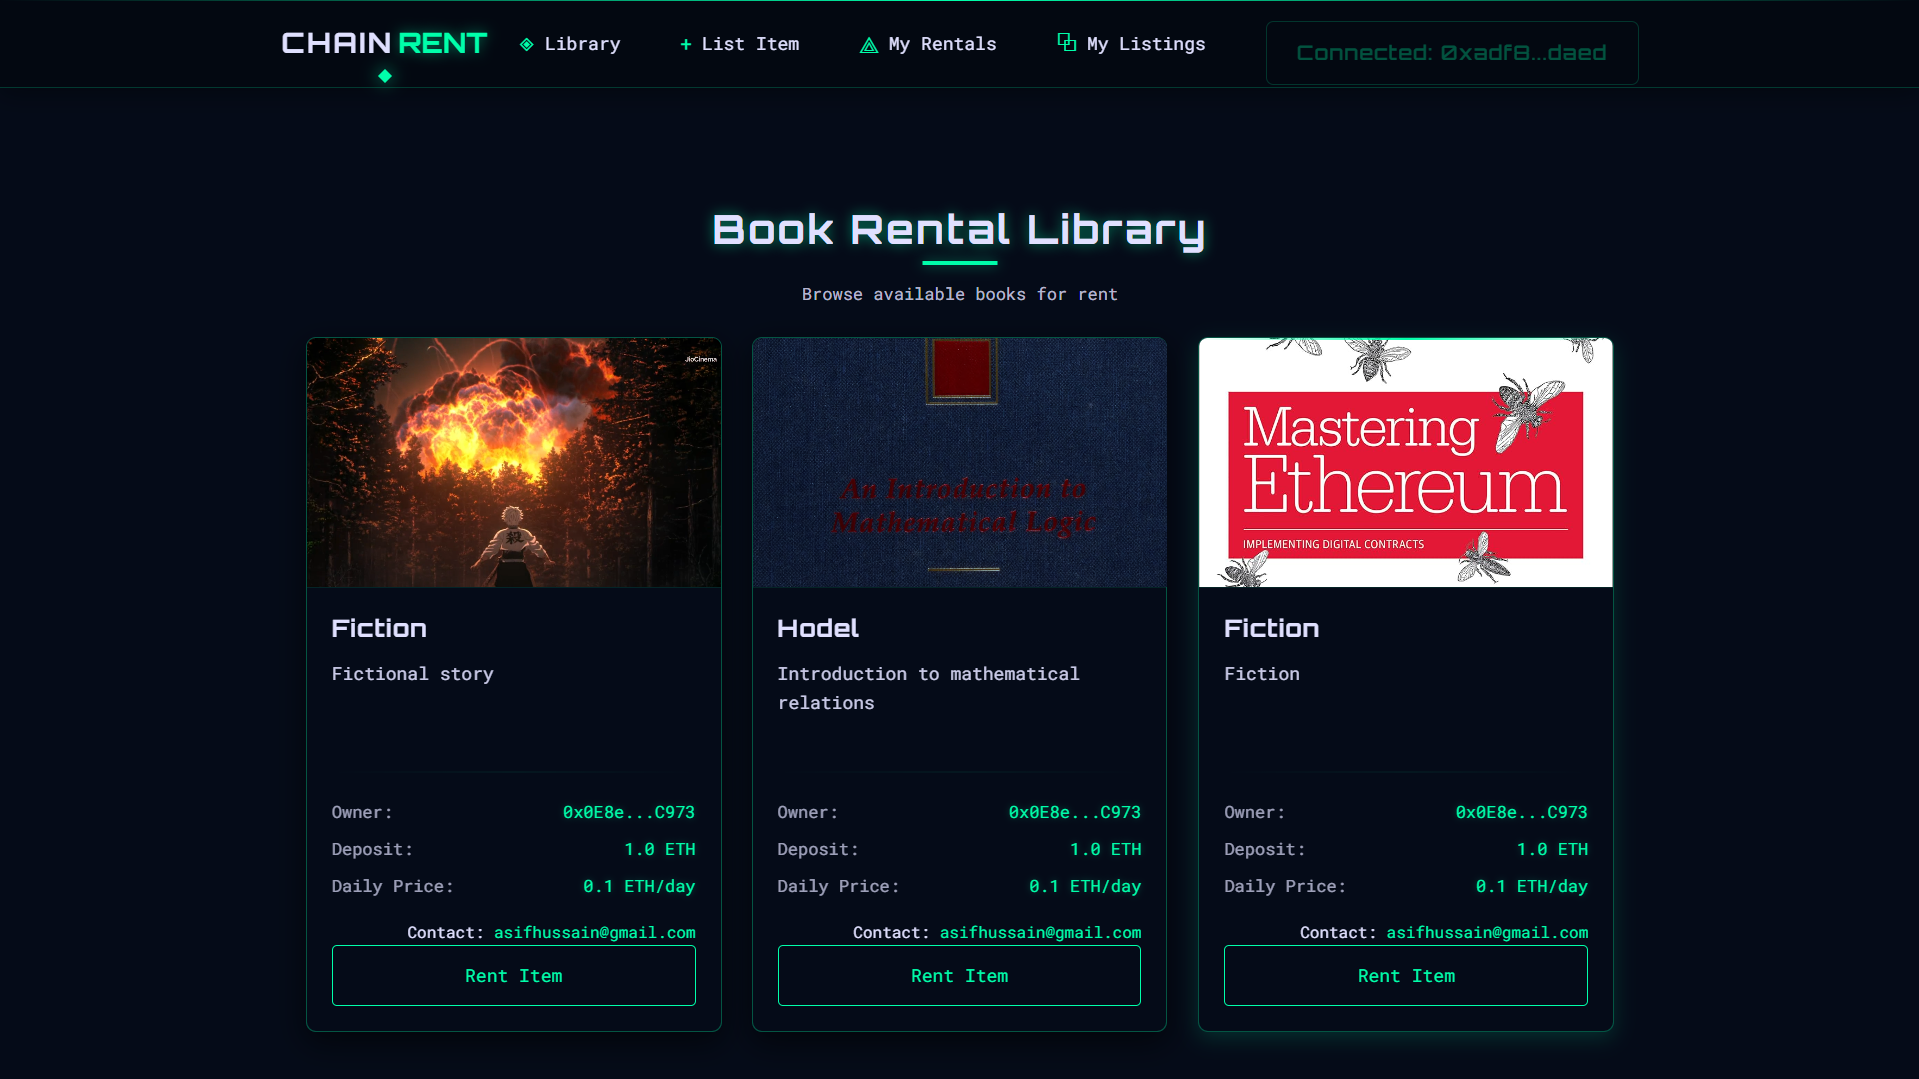 CHAIN RENT
Library
+ List Item
My Rentals
My Listings
Connected: 0xadf8...daed
Book Rental Library
Browse available books for rent
JioCinema
殺
Fiction
Fictional story
Owner: 0x0E8e...C973
Deposit: 1.0 ETH
Daily Price: 0.1 ETH/day
Contact: asifhussain@gmail.com
Rent Item
An Introduction to
Mathematical Logic
Hodel
Introduction to mathematical
relations
Owner: 0x0E8e...C973
Deposit: 1.0 ETH
Daily Price: 0.1 ETH/day
Contact: asifhussain@gmail.com
Rent Item
Mastering
Ethereum
IMPLEMENTING DIGITAL CONTRACTS
Fiction
Fiction
Owner: 0x0E8e...C973
Deposit: 1.0 ETH
Daily Price: 0.1 ETH/day
Contact: asifhussain@gmail.com
Rent Item